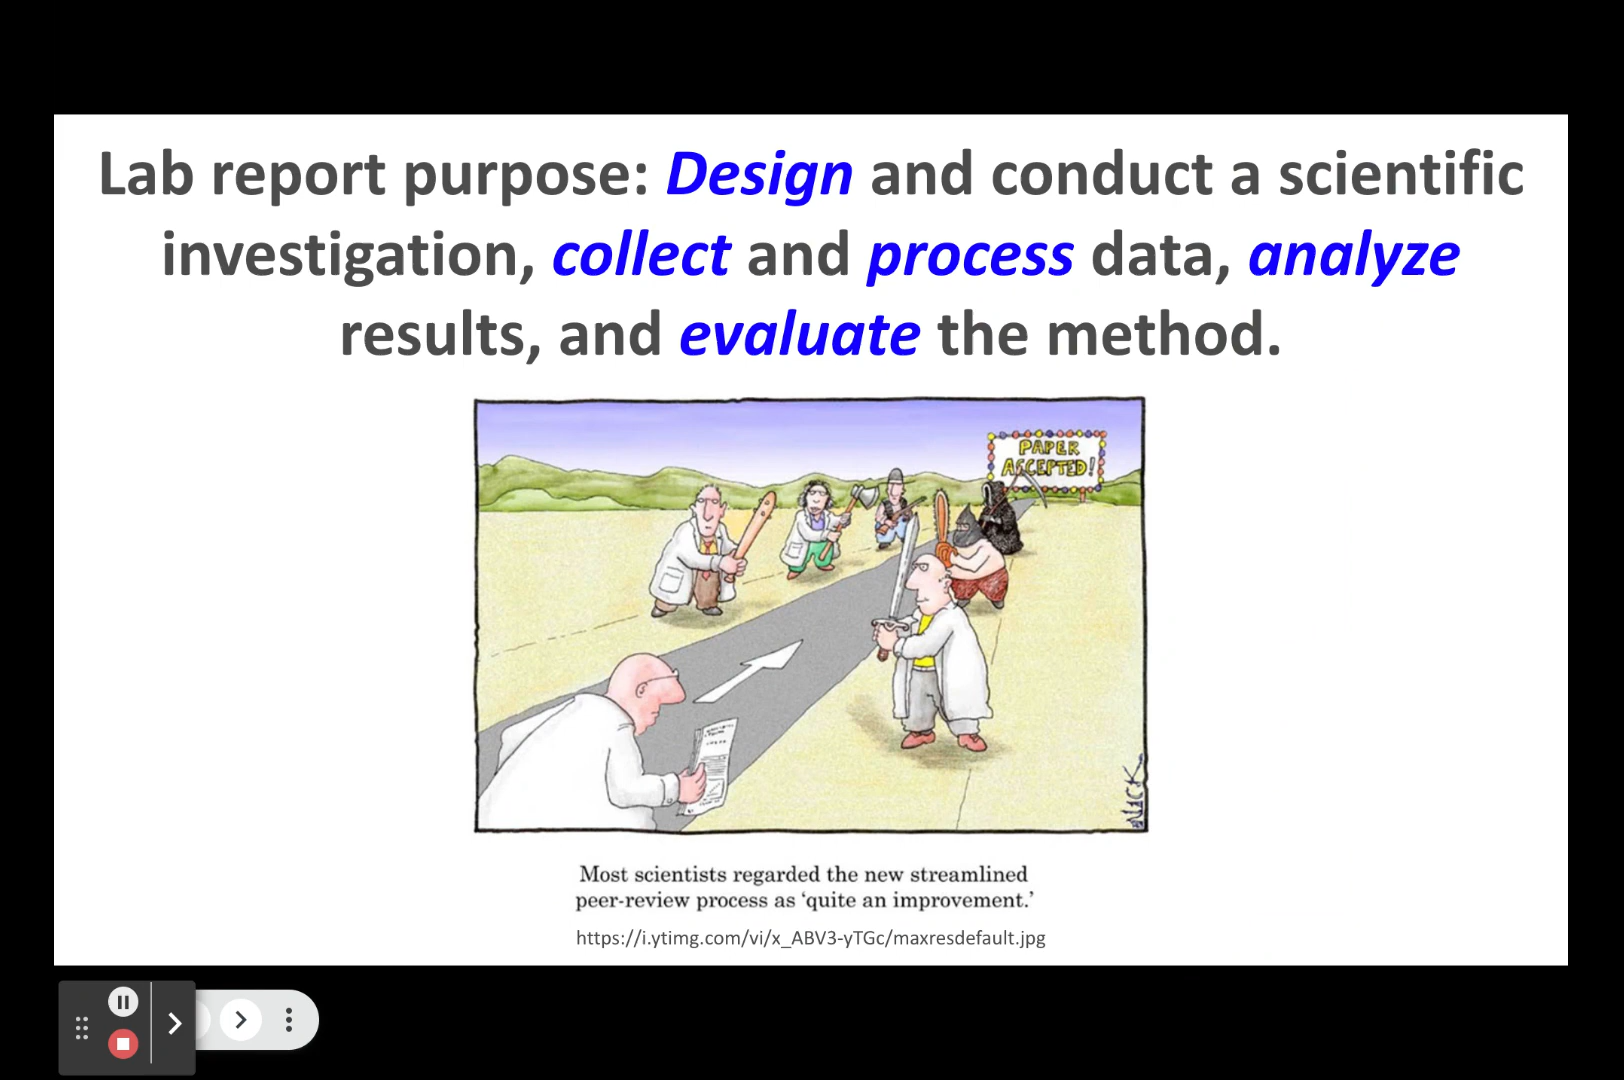 Lab report purpose: Design and conduct a scientific
investigation, collect and process data, analyze
results, and evaluate the method.
PAPER
ACCEPTED!
NACK
Most scientists regarded the new streamlined
peer-review process as ‘quite an improvement.’
https://i.ytimg.com/vi/x_ABV3-yTGc/maxresdefault.jpg